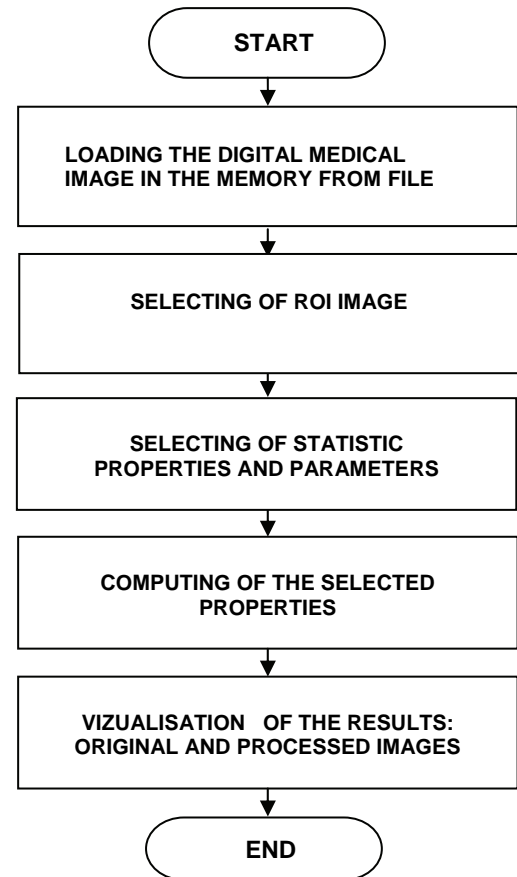 START
LOADING THE DIGITAL MEDICAL
IMAGE IN THE MEMORY FROM FILE
SELECTING OF ROI IMAGE
SELECTING OF STATISTIC
PROPERTIES AND PARAMETERS
COMPUTING OF THE SELECTED
PROPERTIES
VIZUALISATION OF THE RESULTS:
ORIGINAL AND PROCESSED IMAGES
END